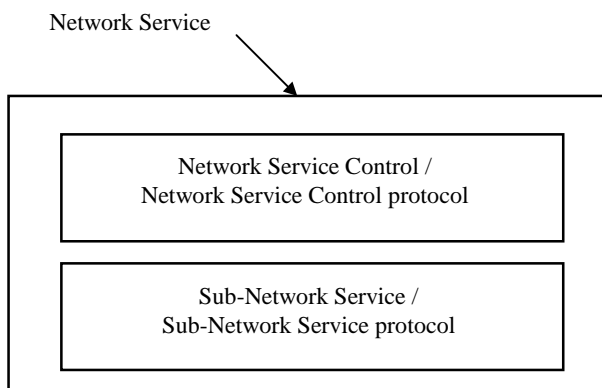 Network Service
Network Service Control /
Network Service Control protocol
Sub-Network Service /
Sub-Network Service protocol